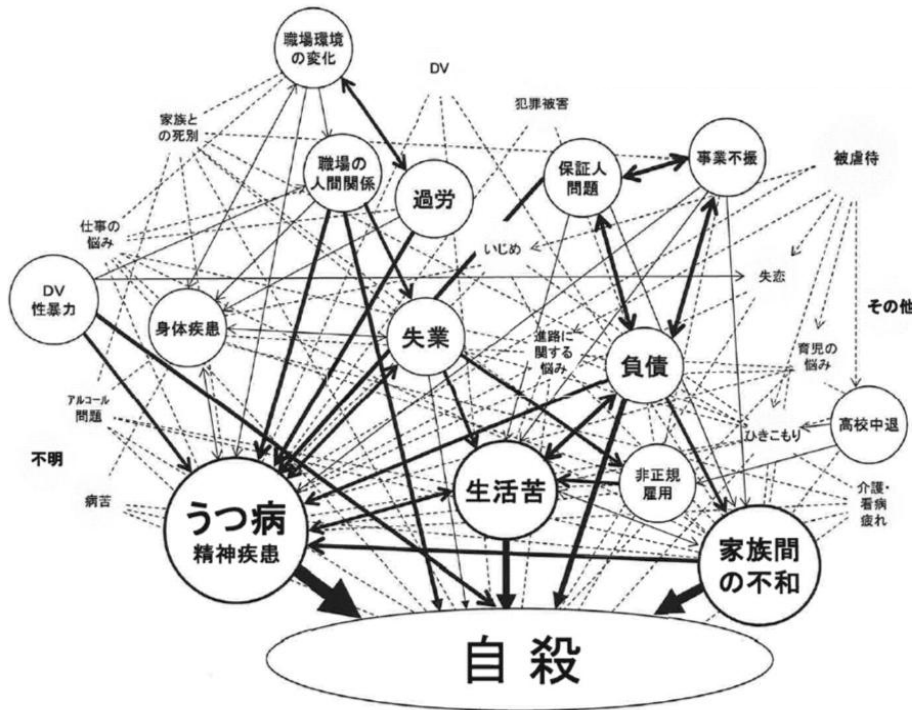 職場環境
の変化
DV
犯罪被害
家族と
の死別
職場の
人間関係
過労
保証人
問題
事業不振
被虐待
仕事の
悩み
いじめ
DV
性暴力
失恋
身体疾患
失業
進路に
関する
悩み
負債
その他
育児の
悩み
アルコール
問題
ひきこもり
高校中退
不明
病苦
うつ病
精神疾患
生活苦
非正規
雇用
介護・
看病
疲れ
家族間
の不和
自殺